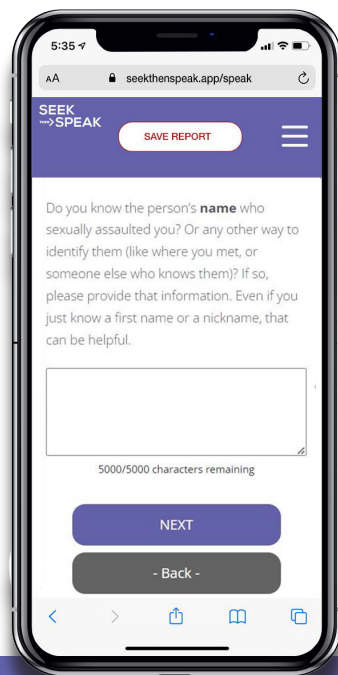 5:35
AA seekthenspeak.app/speak
SEEK
THEN SPEAK
SAVE REPORT
Do you know the person's name who
sexually assaulted you? Or any other way to
identify them (like where you met, or
someone else who knows them)? If so,
please provide that information. Even if you
just know a first name or a nickname, that
can be helpful.
5000/5000 characters remaining
NEXT
- Back -